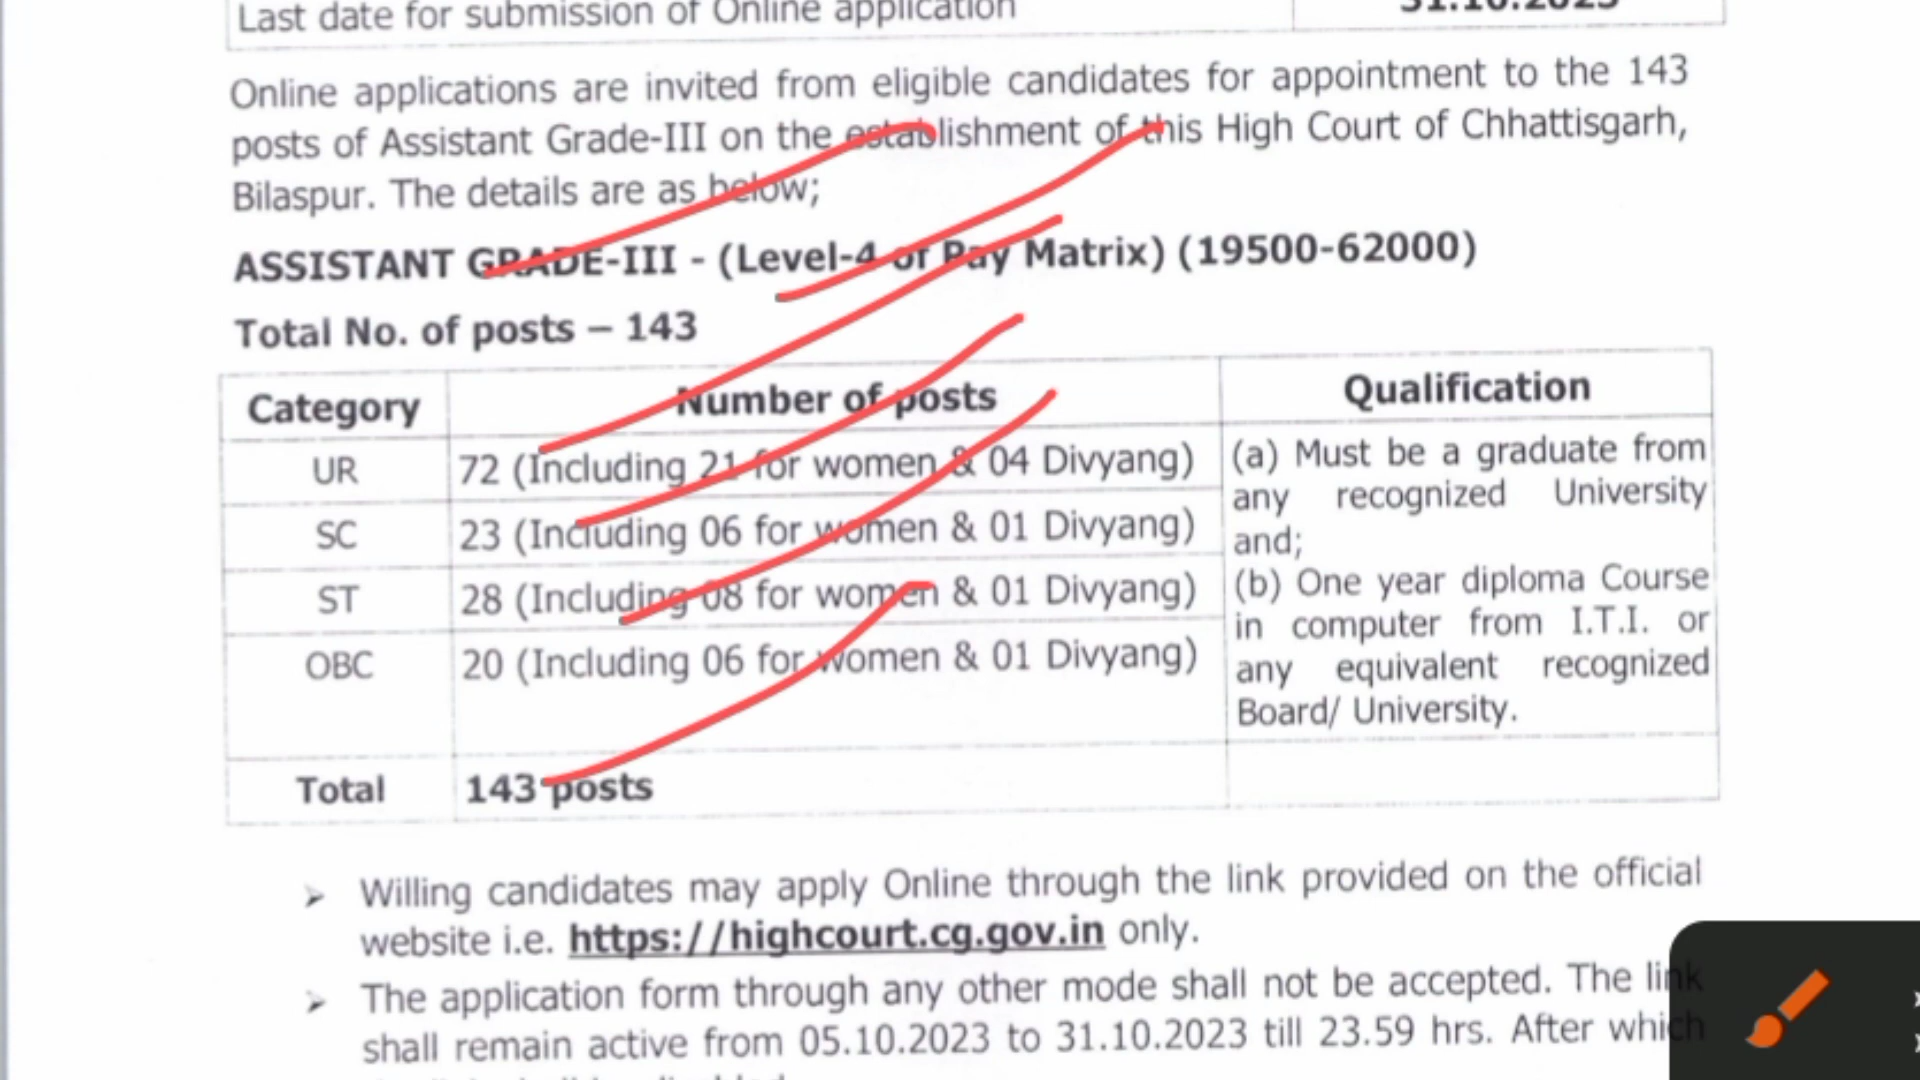 Last date for submission of Online application 31.10.2023
Online applications are invited from eligible candidates for appointment to the 143
posts of Assistant Grade-III on the establishment of this High Court of Chhattisgarh,
Bilaspur. The details are as below;
ASSISTANT GRADE-III - (Level-4 of Pay Matrix) (19500-62000)
Total No. of posts – 143
Category Number of posts Qualification
UR 72 (Including 21 for women & 04 Divyang)
SC 23 (Including 06 for women & 01 Divyang)
ST 28 (Including 08 for women & 01 Divyang)
OBC 20 (Including 06 for women & 01 Divyang)
(a) Must be a graduate from
any recognized University
and;
(b) One year diploma Course
in computer from I.T.I. or
any equivalent recognized
Board/ University.
Total 143 posts
➢ Willing candidates may apply Online through the link provided on the official
website i.e. https://highcourt.cg.gov.in only.
➢ The application form through any other mode shall not be accepted. The link
shall remain active from 05.10.2023 to 31.10.2023 till 23.59 hrs. After which